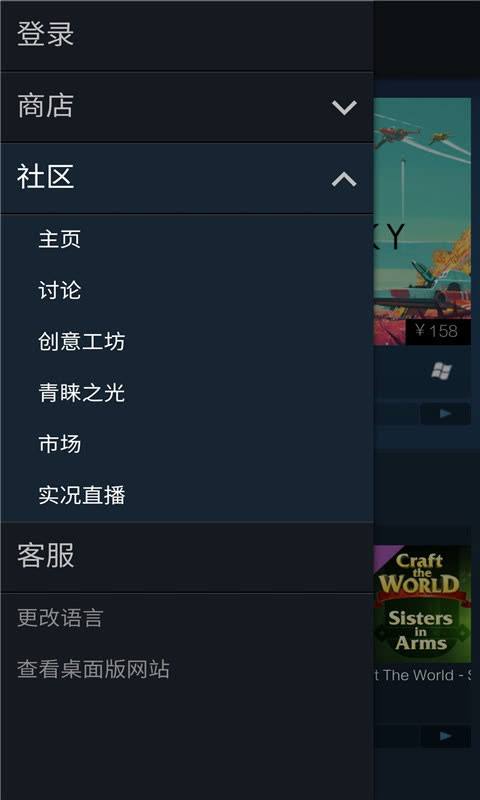 登录
商店
社区
主页
讨论
创意工坊
青睐之光
市场
实况直播
客服
更改语言
查看桌面版网站
KY
¥ 158
Craft
the
WORLD
Sisters
in
Arms
t The World - S